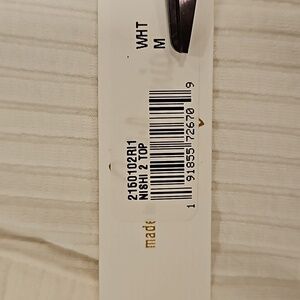 WHT
M
2150102RI1
NISHI 2 TOP
1 91855 72670 9
made